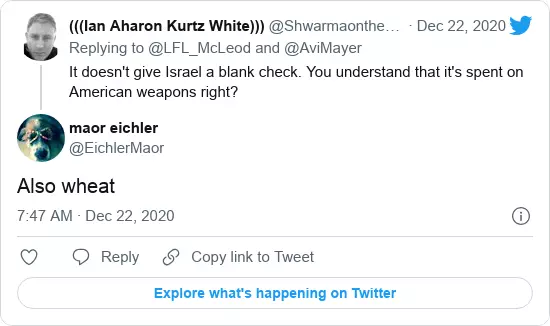 (((Ian Aharon Kurtz White))) @Shwarmaonthe… · Dec 22, 2020
Replying to @LFL_McLeod and @AviMayer
It doesn't give Israel a blank check. You understand that it's spent on
American weapons right?
maor eichler
@EichlerMaor
Also wheat
7:47 AM · Dec 22, 2020
Reply Copy link to Tweet
Explore what's happening on Twitter